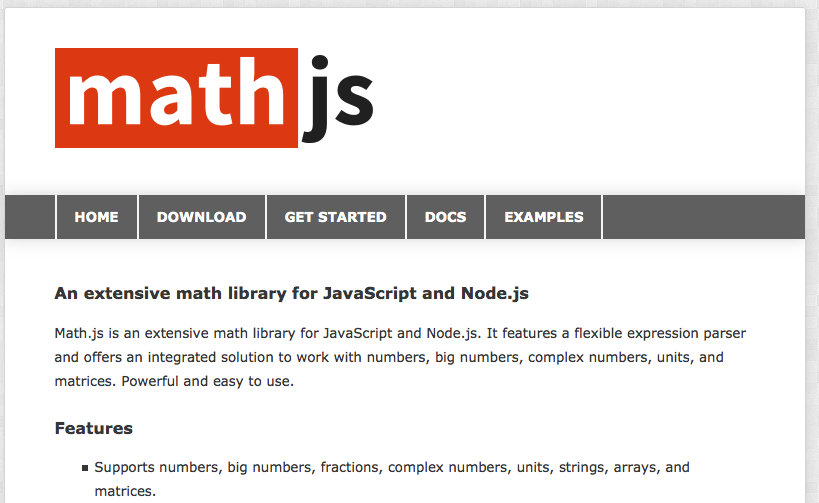 mathjs
HOME DOWNLOAD GET STARTED DOCS EXAMPLES
An extensive math library for JavaScript and Node.js
Math.js is an extensive math library for JavaScript and Node.js. It features a flexible expression parser
and offers an integrated solution to work with numbers, big numbers, complex numbers, units, and
matrices. Powerful and easy to use.
Features
Supports numbers, big numbers, fractions, complex numbers, units, strings, arrays, and
matrices.